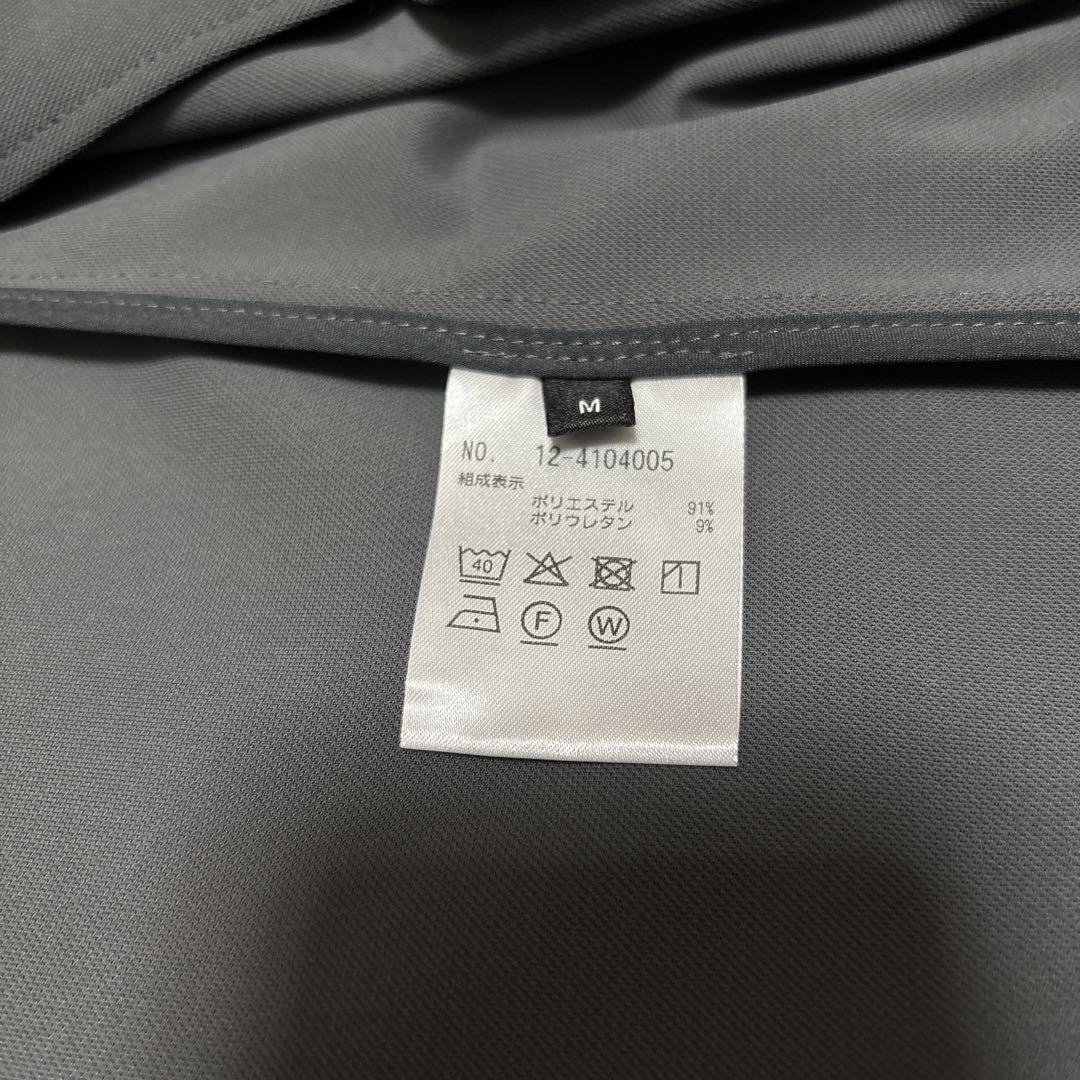 M
NO. 12-4104005
組成表示
ポリエステル 91%
ポリウレタン 9%
40
F W